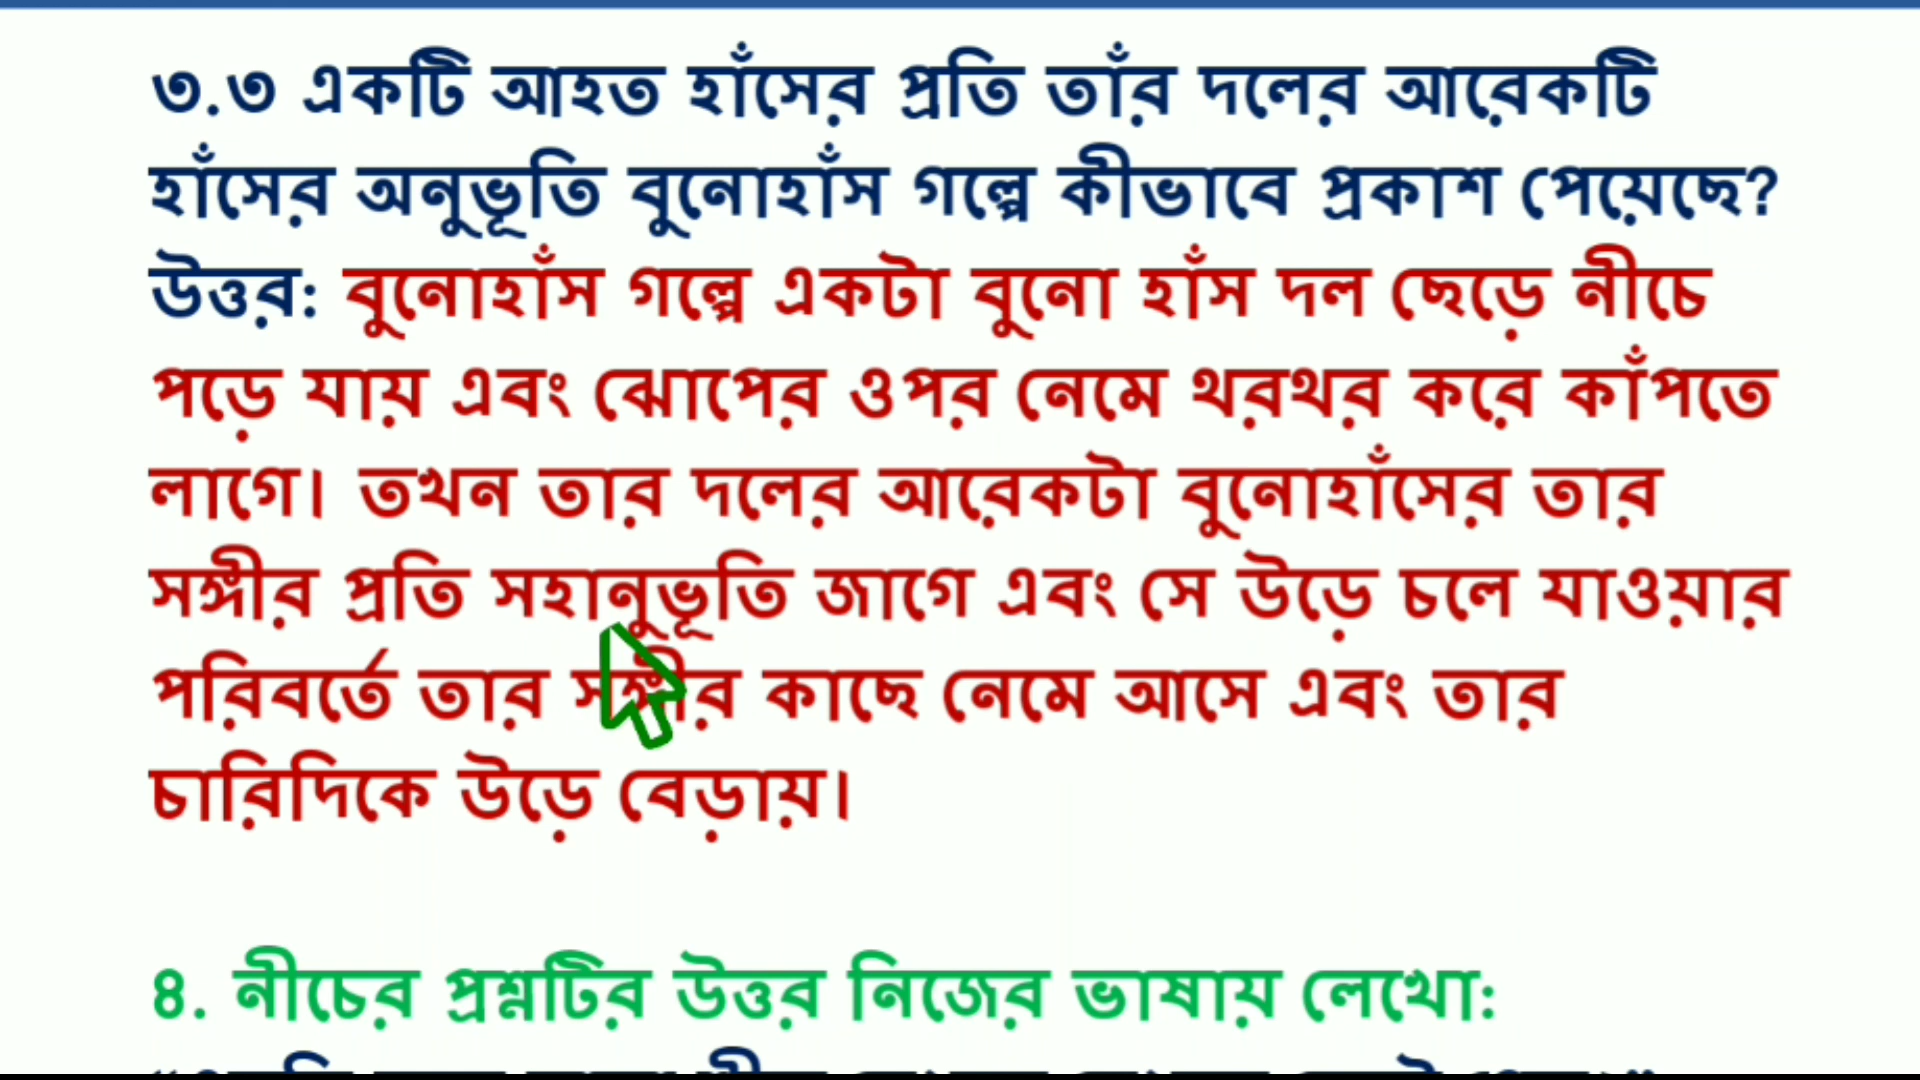 ৩.৩ একটি আহত হাঁসের প্রতি তাঁর দলের আরেকটি
হাঁসের অনুভূতি বুনোহাঁস গল্পে কীভাবে প্রকাশ পেয়েছে?
উত্তর: বুনোহাঁস গল্পে একটা বুনো হাঁস দল ছেড়ে নীচে
পড়ে যায় এবং ঝোপের ওপর নেমে থরথর করে কাঁপতে
লাগে। তখন তার দলের আরেকটা বুনোহাঁসের তার
সঙ্গীর প্রতি সহানুভূতি জাগে এবং সে উড়ে চলে যাওয়ার
পরিবর্তে তার সঙ্গীর কাছে নেমে আসে এবং তার
চারিদিকে উড়ে বেড়ায়।
৪. নীচের প্রশ্নটির উত্তর নিজের ভাষায় লেখো: